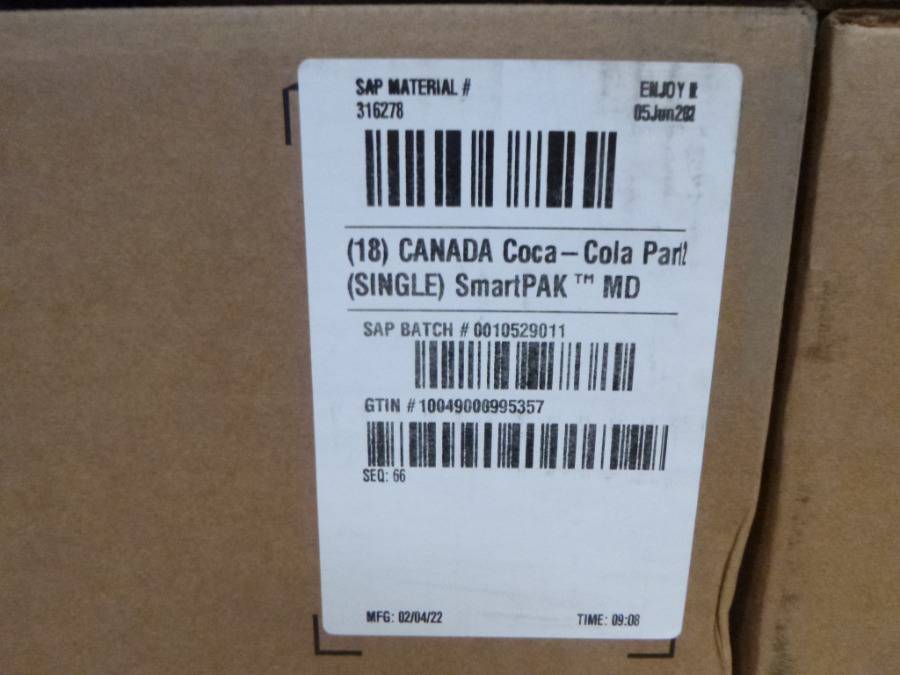 SAP MATERIAL #
ENJOY
316278
05Jun202
(18) CANADA Coca-Cola Part2
(SINGLE) SmartPAK™ MD
SAP BATCH # 0010529011
GTIN # 10049000995357
SEQ: 66
MFG: 02/04/22
TIME: 09:08